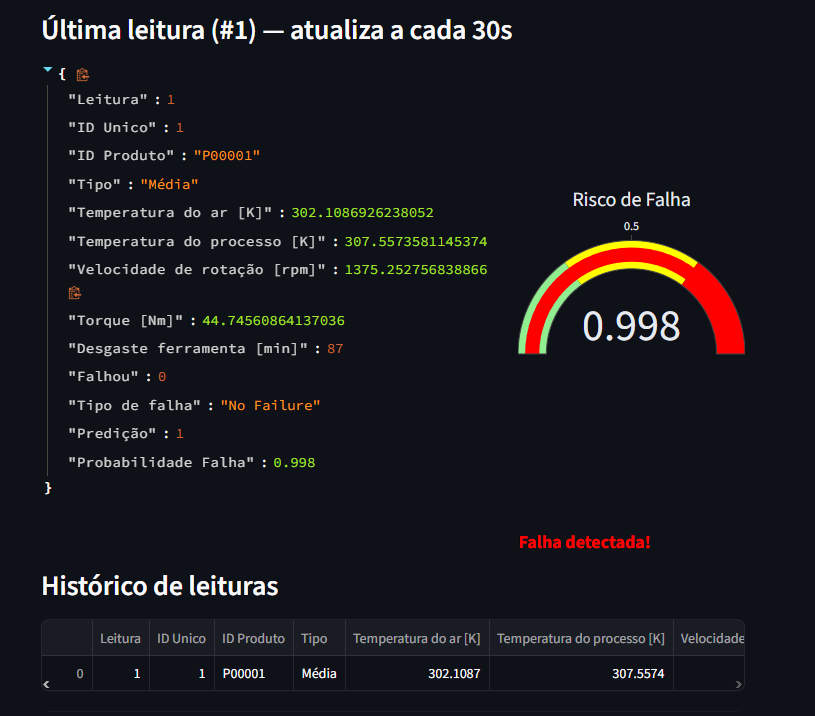 Última leitura (#1) — atualiza a cada 30s
{
"Leitura" : 1
"ID Unico" : 1
"ID Produto" : "P00001"
"Tipo" : "Média"
"Temperatura do ar [K]" : 302.1086926238052
"Temperatura do processo [K]" : 307.5573581145374
"Velocidade de rotação [rpm]" : 1375.252756838866
"Torque [Nm]" : 44.74560864137036
"Desgaste ferramenta [min]" : 87
"Falhou" : 0
"Tipo de falha" : "No Failure"
"Predição" : 1
"Probabilidade Falha" : 0.998
}
Risco de Falha
0.5
0.998
Falha detectada!
Histórico de leituras
Leitura ID Unico ID Produto Tipo Temperatura do ar [K] Temperatura do processo [K] Velocidade
0 1 1 P00001 Média 302.1087 307.5574